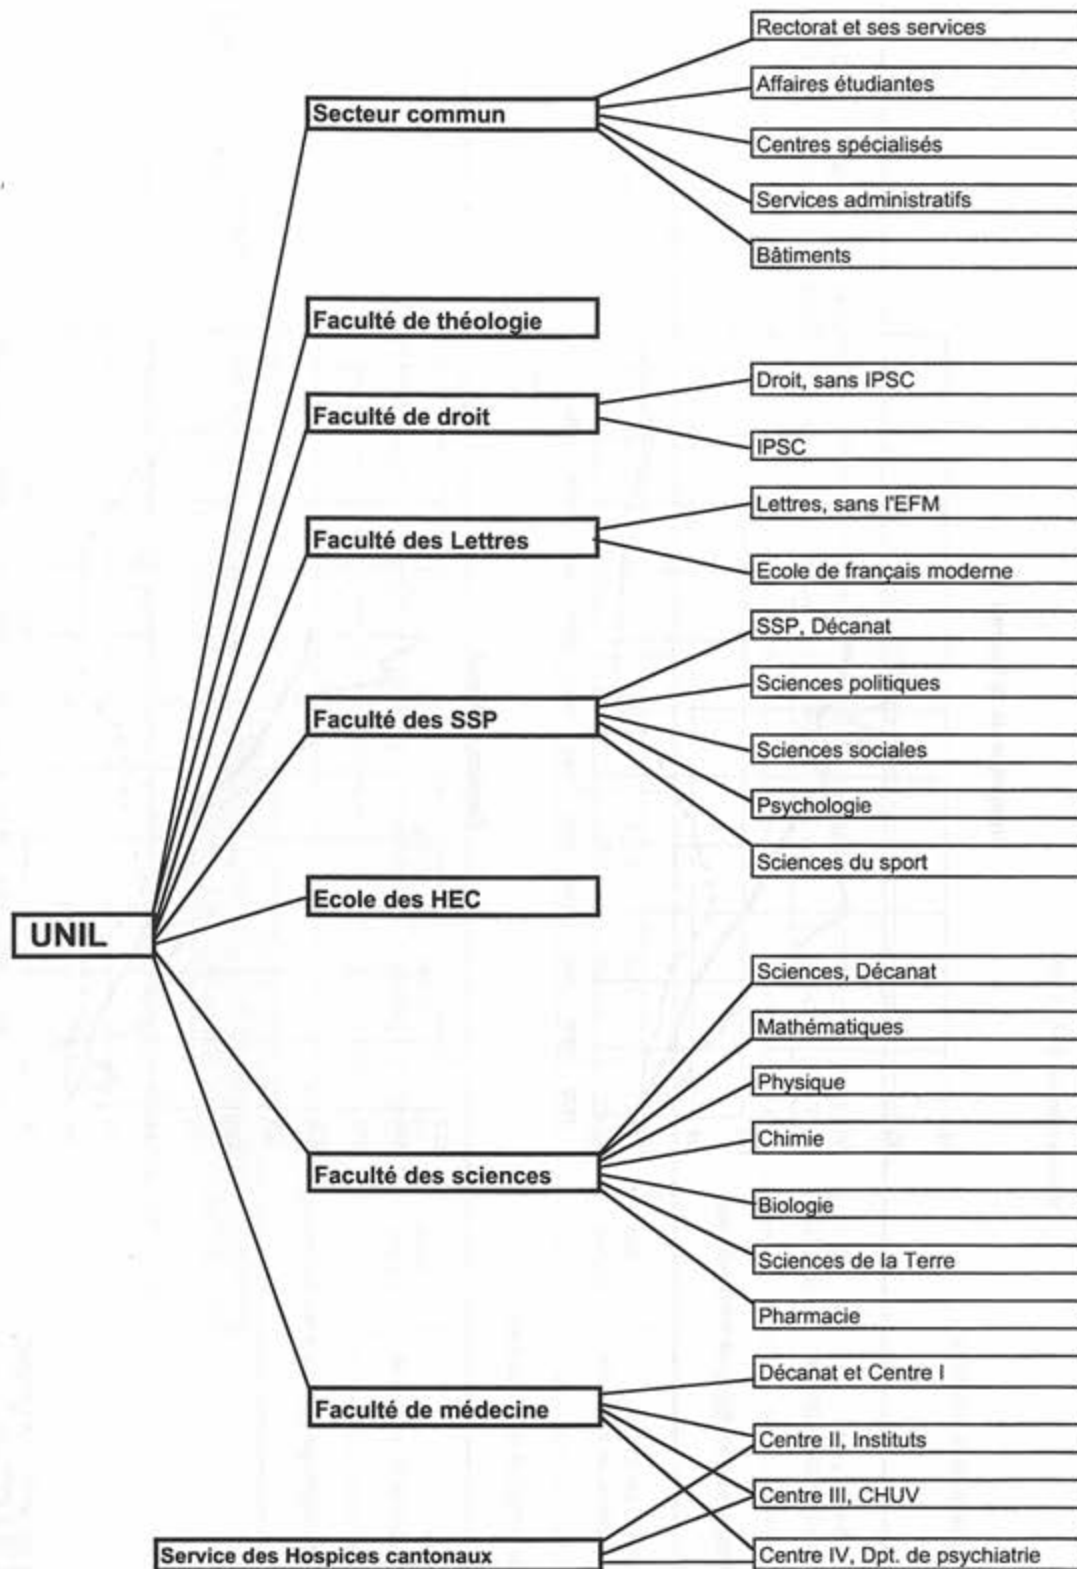 Rectorat et ses services
Affaires étudiantes
Secteur commun
Centres spécialisés
Services administratifs
Bâtiments
Faculté de théologie
Droit, sans IPSC
Faculté de droit
IPSC
Lettres, sans l'EFM
Faculté des Lettres
Ecole de français moderne
SSP, Décanat
Sciences politiques
Faculté des SSP
Sciences sociales
Psychologie
Sciences du sport
Ecole des HEC
UNIL
Sciences, Décanat
Mathématiques
Physique
Chimie
Faculté des sciences
Biologie
Sciences de la Terre
Pharmacie
Décanat et Centre I
Faculté de médecine
Centre II, Instituts
Centre III, CHUV
Service des Hospices cantonaux
Centre IV, Dpt. de psychiatrie